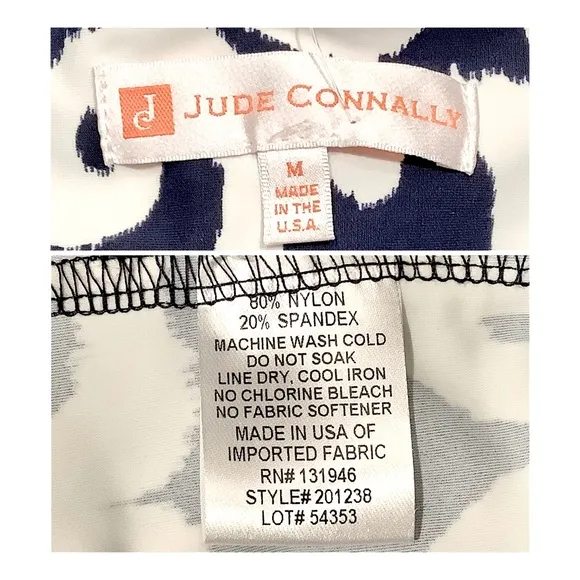 JC JUDE CONNALLY
M
MADE
IN THE
U.S.A.
80% NYLON
20% SPANDEX
MACHINE WASH COLD
DO NOT SOAK
LINE DRY, COOL IRON
NO CHLORINE BLEACH
NO FABRIC SOFTENER
MADE IN USA OF
IMPORTED FABRIC
RN# 131946
STYLE# 201238
LOT# 54353